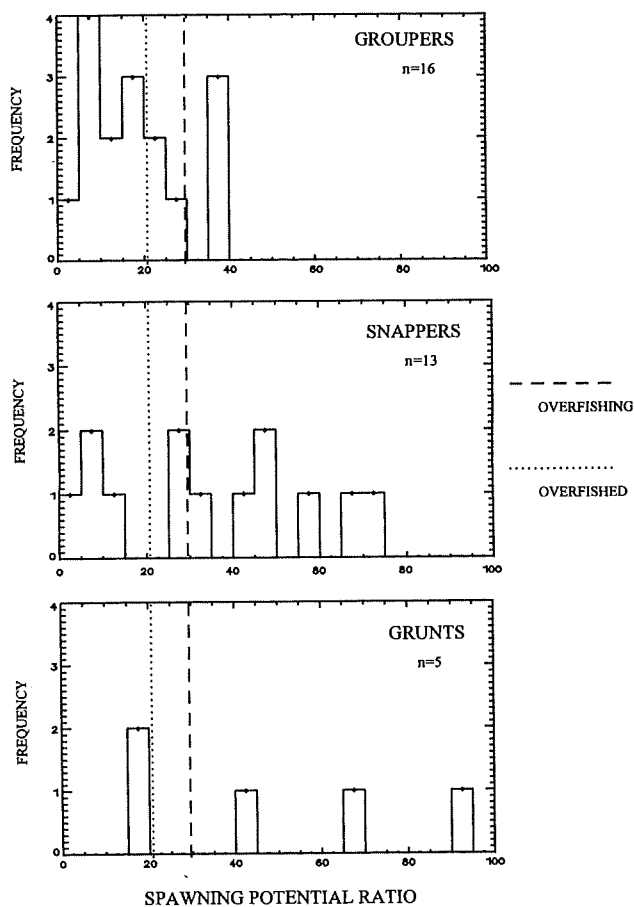 GROUPERS
n=16
FREQUENCY
4
3
2
1
0
0 20 40 60 80 100
SNAPPERS
n=13
FREQUENCY
4
3
2
1
0
0 20 40 60 80 100
OVERFISHING
OVERFISHED
GRUNTS
n=5
FREQUENCY
4
3
2
1
0
0 20 40 60 80 100
SPAWNING POTENTIAL RATIO